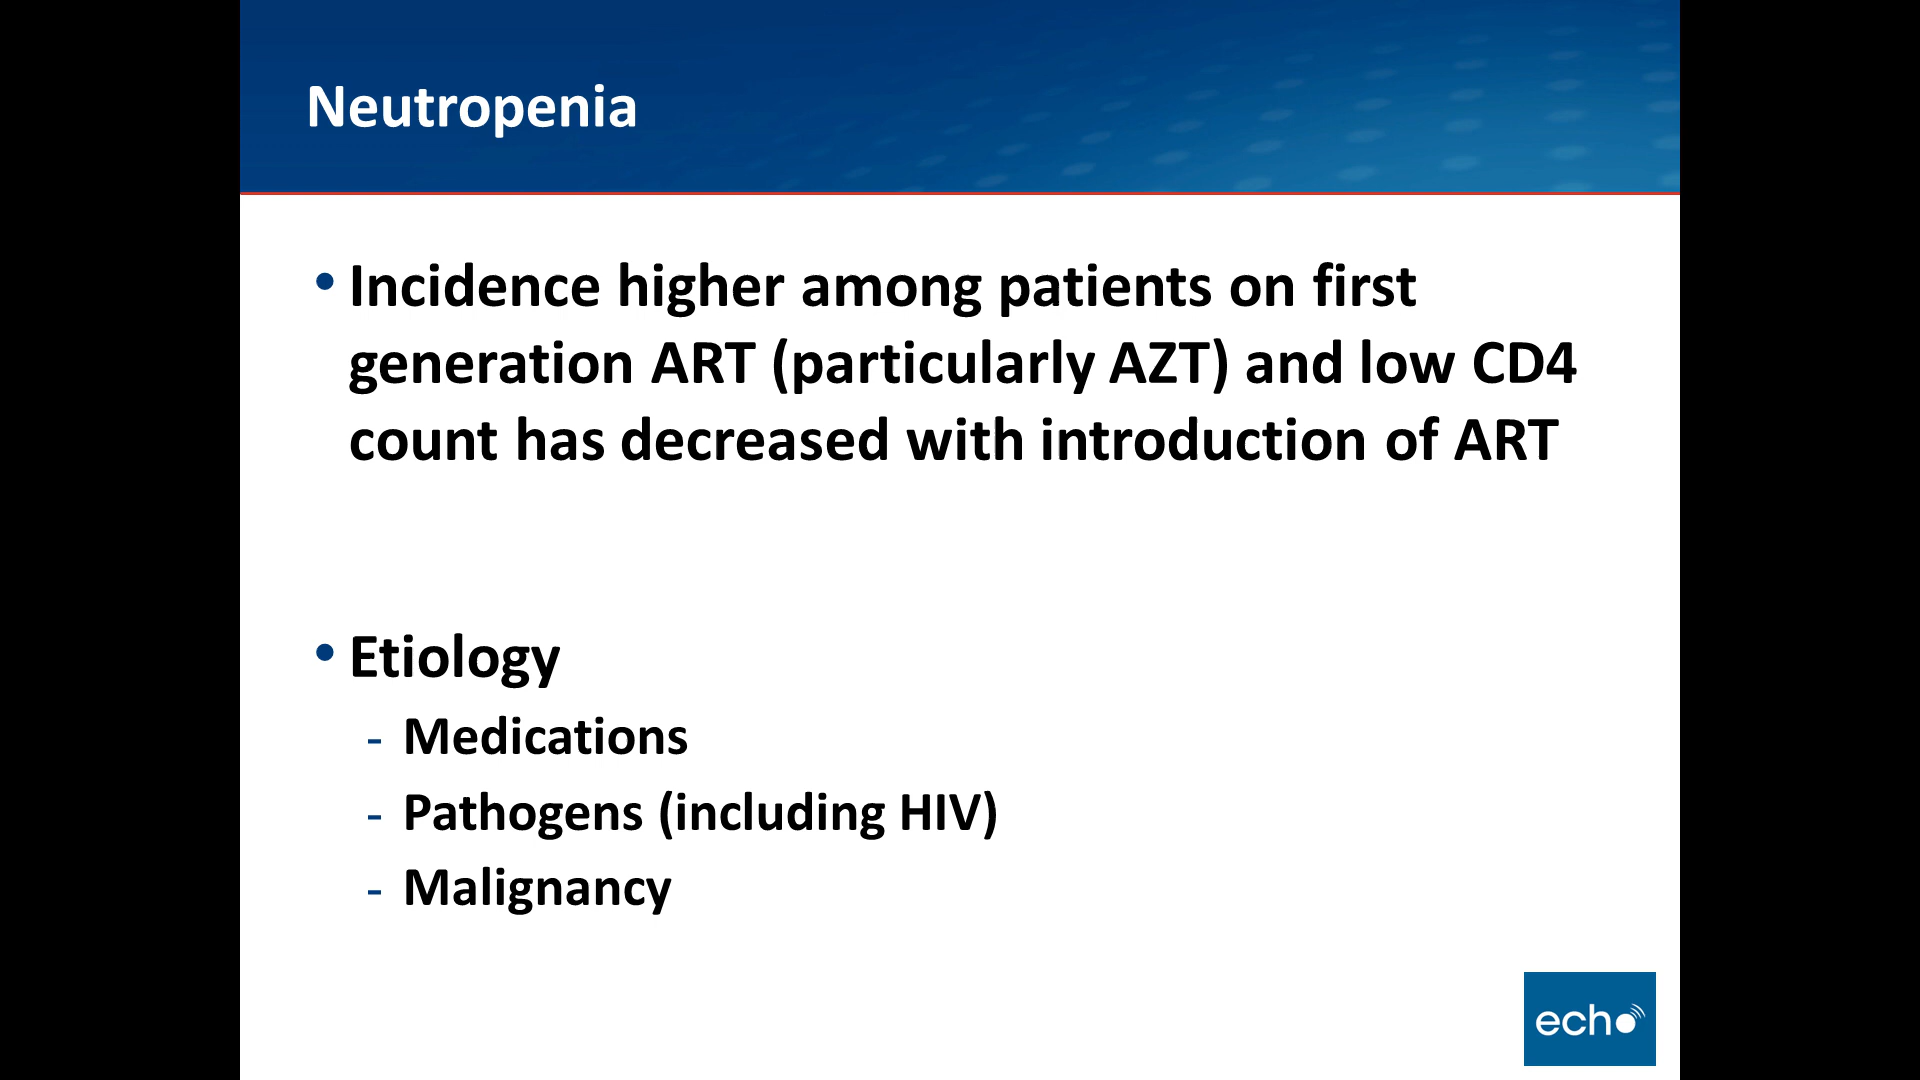 Neutropenia
• Incidence higher among patients on first
generation ART (particularly AZT) and low CD4
count has decreased with introduction of ART
• Etiology
- Medications
- Pathogens (including HIV)
- Malignancy
echo